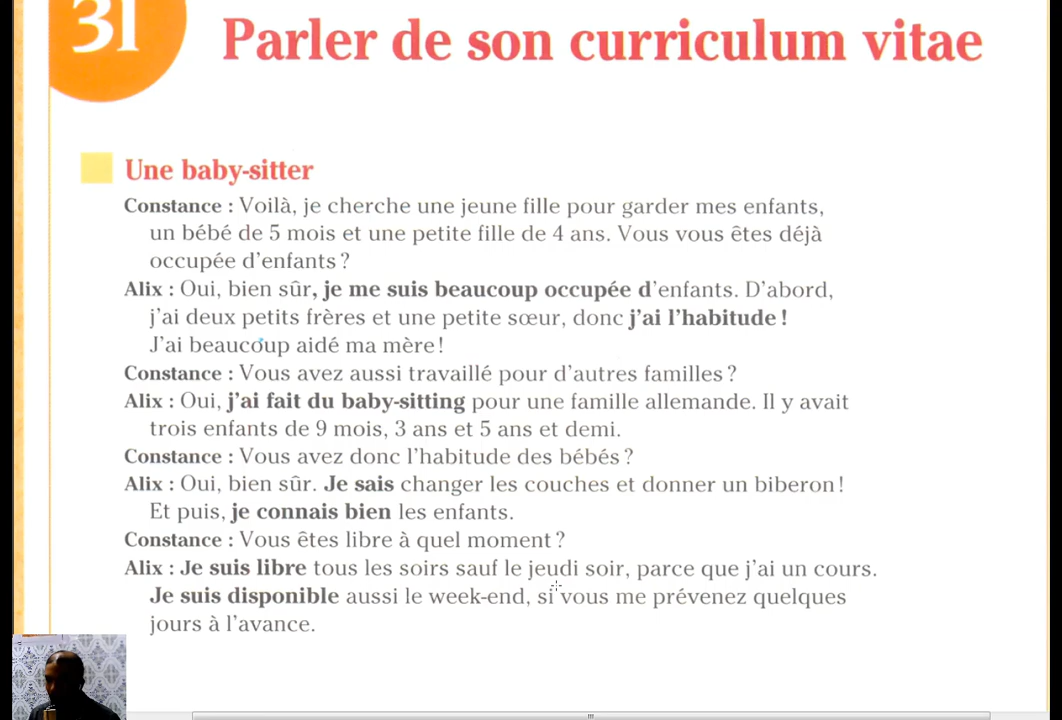 31
Parler de son curriculum vitae
Une baby-sitter
Constance : Voilà, je cherche une jeune fille pour garder mes enfants,
un bébé de 5 mois et une petite fille de 4 ans. Vous vous êtes déjà
occupée d'enfants ?
Alix : Oui, bien sûr, je me suis beaucoup occupée d'enfants. D'abord,
j'ai deux petits frères et une petite sœur, donc j'ai l'habitude !
J'ai beaucoup aidé ma mère !
Constance : Vous avez aussi travaillé pour d'autres familles ?
Alix : Oui, j'ai fait du baby-sitting pour une famille allemande. Il y avait
trois enfants de 9 mois, 3 ans et 5 ans et demi.
Constance : Vous avez donc l'habitude des bébés ?
Alix : Oui, bien sûr. Je sais changer les couches et donner un biberon !
Et puis, je connais bien les enfants.
Constance : Vous êtes libre à quel moment ?
Alix : Je suis libre tous les soirs sauf le jeudi soir, parce que j'ai un cours.
Je suis disponible aussi le week-end, si vous me prévenez quelques
jours à l'avance.